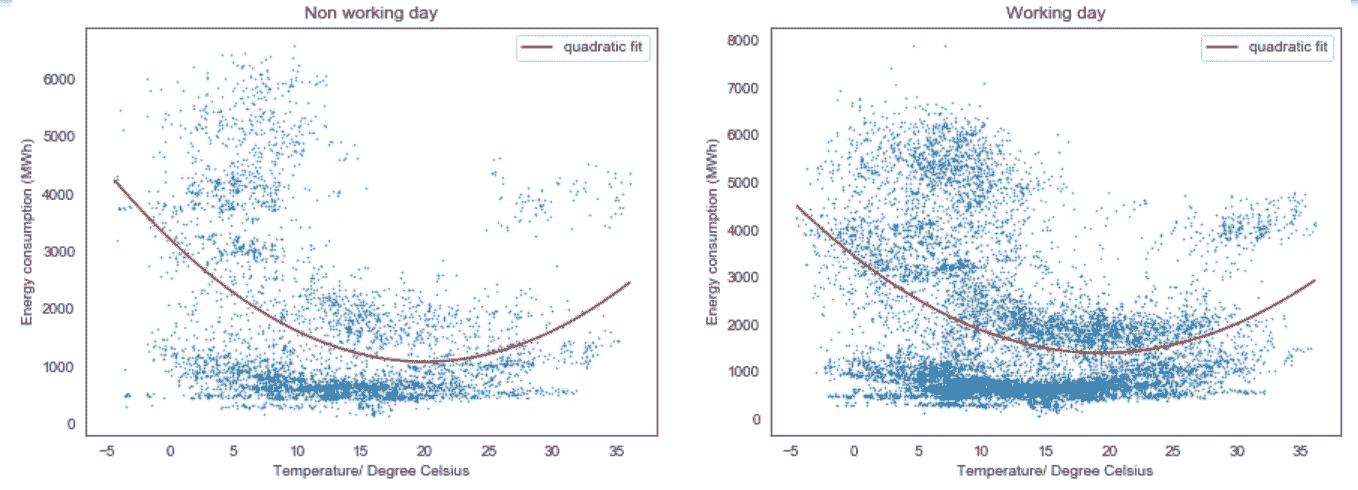 Non working day
quadratic fit
6000
5000
4000
3000
2000
1000
0
Energy consumption (MWh)
−5 0 5 10 15 20 25 30 35
Temperature/ Degree Celsius
Working day
quadratic fit
8000
7000
6000
5000
4000
3000
2000
1000
0
Energy consumption (MWh)
−5 0 5 10 15 20 25 30 35
Temperature/ Degree Celsius